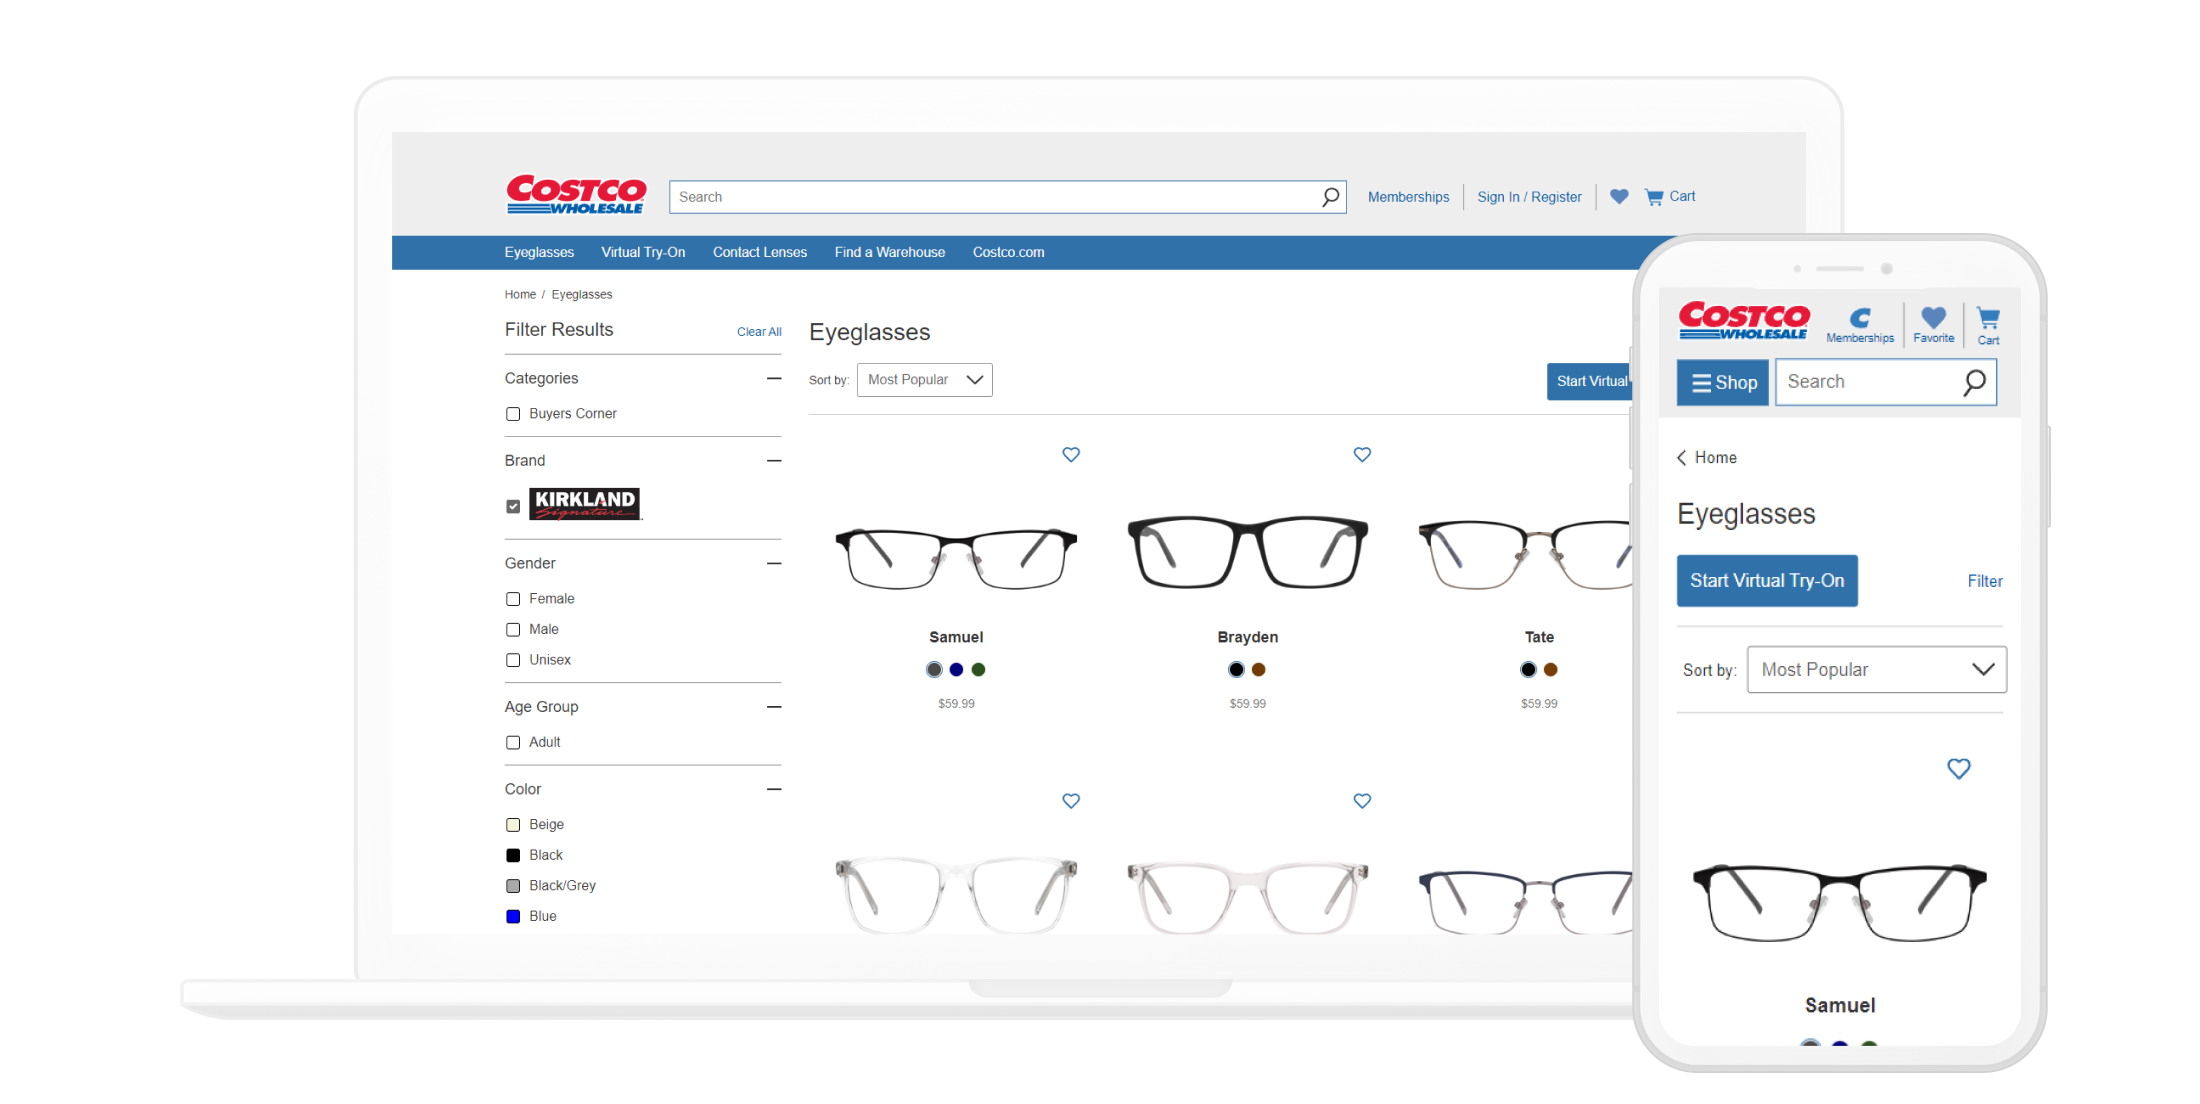 COSTCO
WHOLESALE
Search
Memberships
Sign In / Register
Cart
Eyeglasses
Virtual Try-On
Contact Lenses
Find a Warehouse
Costco.com
Home / Eyeglasses
Filter Results
Clear All
Categories
Buyers Corner
Brand
KIRKLAND
Signature
Gender
Female
Male
Unisex
Age Group
Adult
Color
Beige
Black
Black/Grey
Blue
Eyeglasses
Sort by:
Most Popular
Start Virtual
Samuel
$59.99
Brayden
$59.99
Tate
$59.99
COSTCO
WHOLESALE
Memberships
Favorite
Cart
Shop
Search
Home
Eyeglasses
Start Virtual Try-On
Filter
Sort by:
Most Popular
Samuel